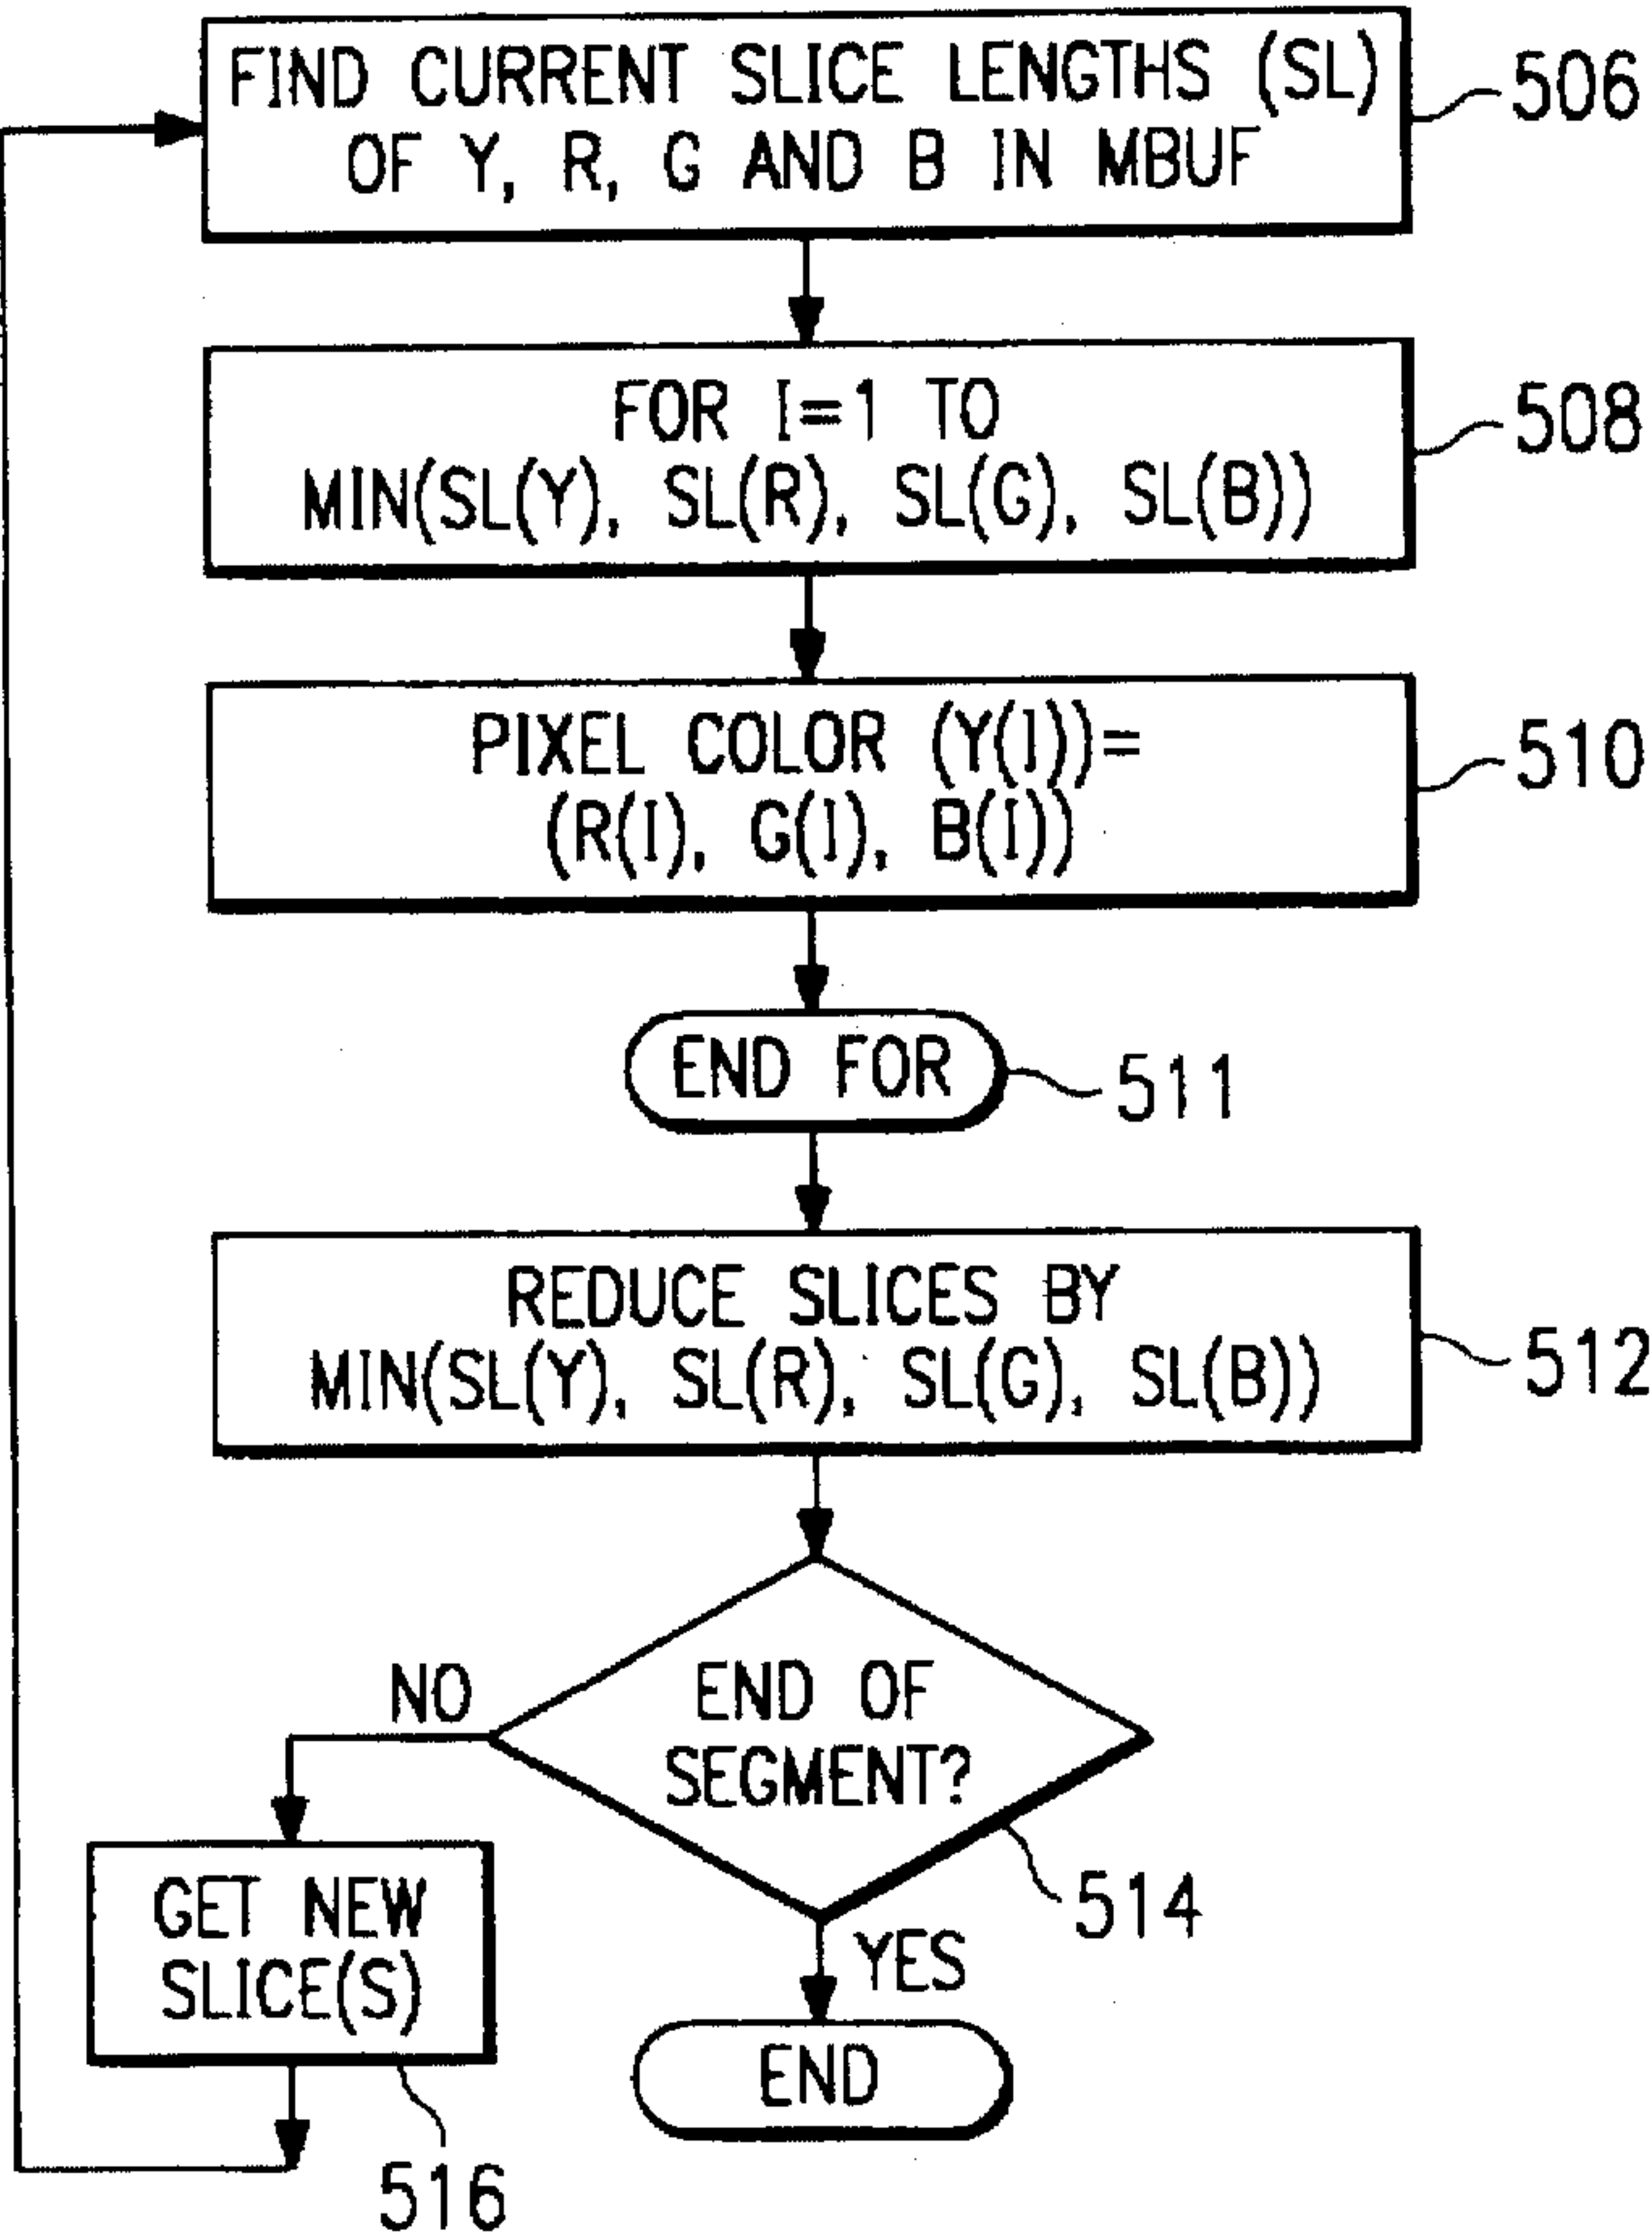 FIND CURRENT SLICE LENGTHS (SL)
OF Y, R, G AND B IN MBUF
506
FOR I=1 TO
MIN(SL(Y), SL(R), SL(G), SL(B))
508
PIXEL COLOR (Y(I))=
(R(I), G(I), B(I))
510
END FOR
511
REDUCE SLICES BY
MIN(SL(Y), SL(R), SL(G), SL(B))
512
END OF
SEGMENT?
NO
514
YES
GET NEW
SLICE(S)
516
END